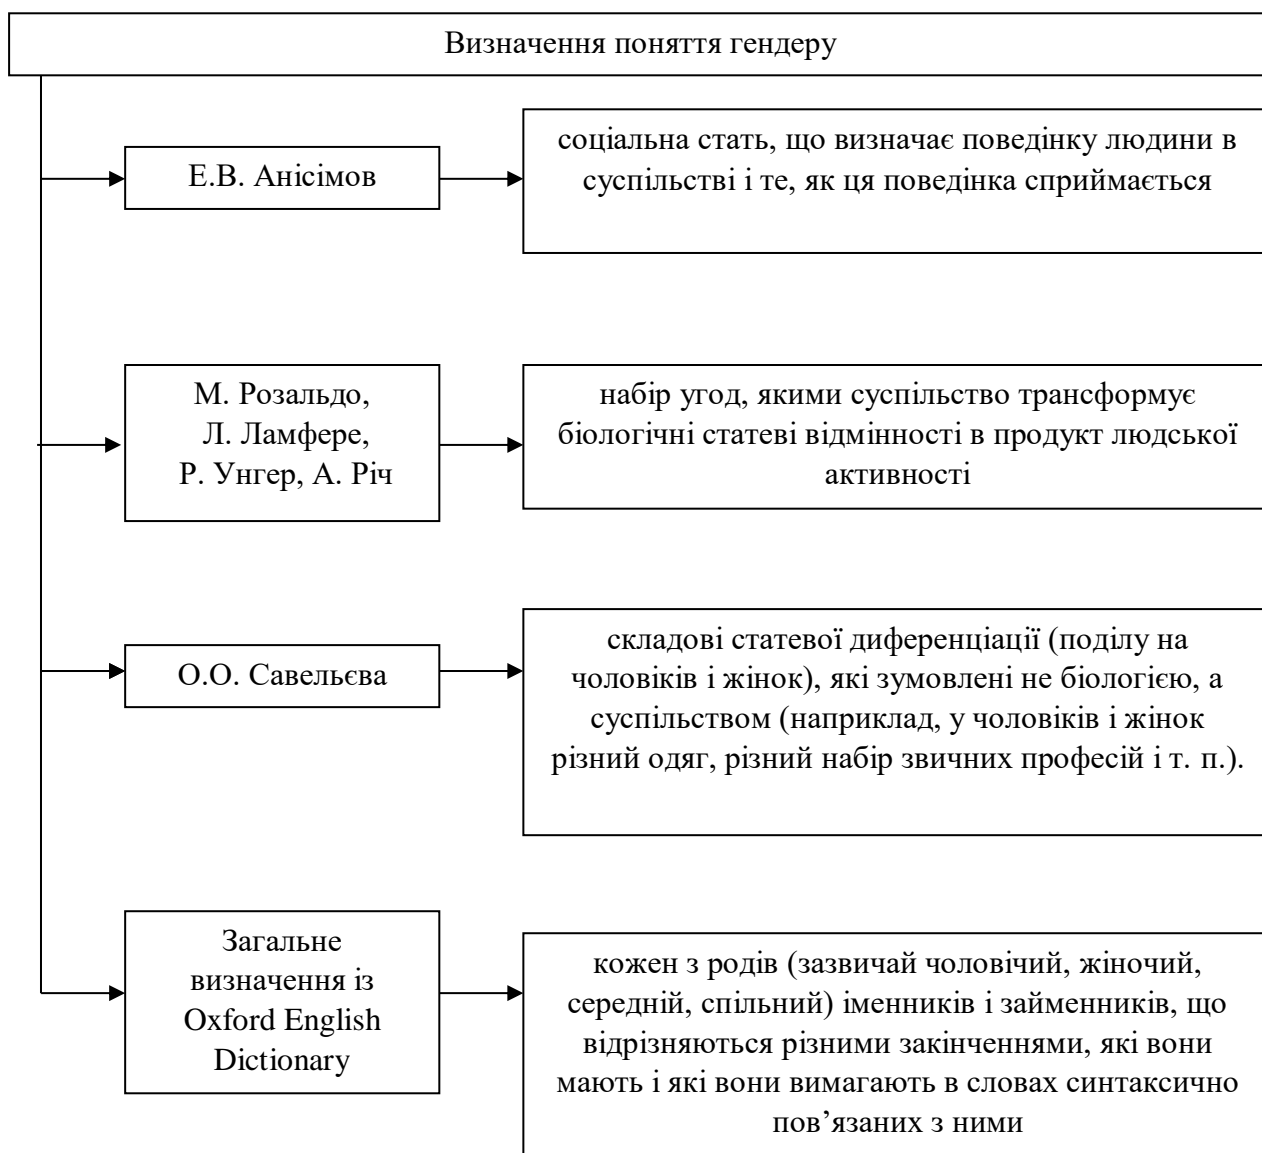 Визначення поняття гендеру
Е.В. Анісімов
соціальна стать, що визначає поведінку людини в
суспільстві і те, як ця поведінка сприймається
М. Розальдо,
Л. Ламфере,
Р. Унгер, А. Річ
набір угод, якими суспільство трансформує
біологічні статеві відмінності в продукт людської
активності
О.О. Савельєва
складові статевої диференціації (поділу на
чоловіків і жінок), які зумовлені не біологією, а
суспільством (наприклад, у чоловіків і жінок
різний одяг, різний набір звичних професій і т. п.).
Загальне
визначення із
Oxford English
Dictionary
кожен з родів (зазвичай чоловічий, жіночий,
середній, спільний) іменників і займенників, що
відрізняються різними закінченнями, які вони
мають і які вони вимагають в словах синтаксично
пов’язаних з ними